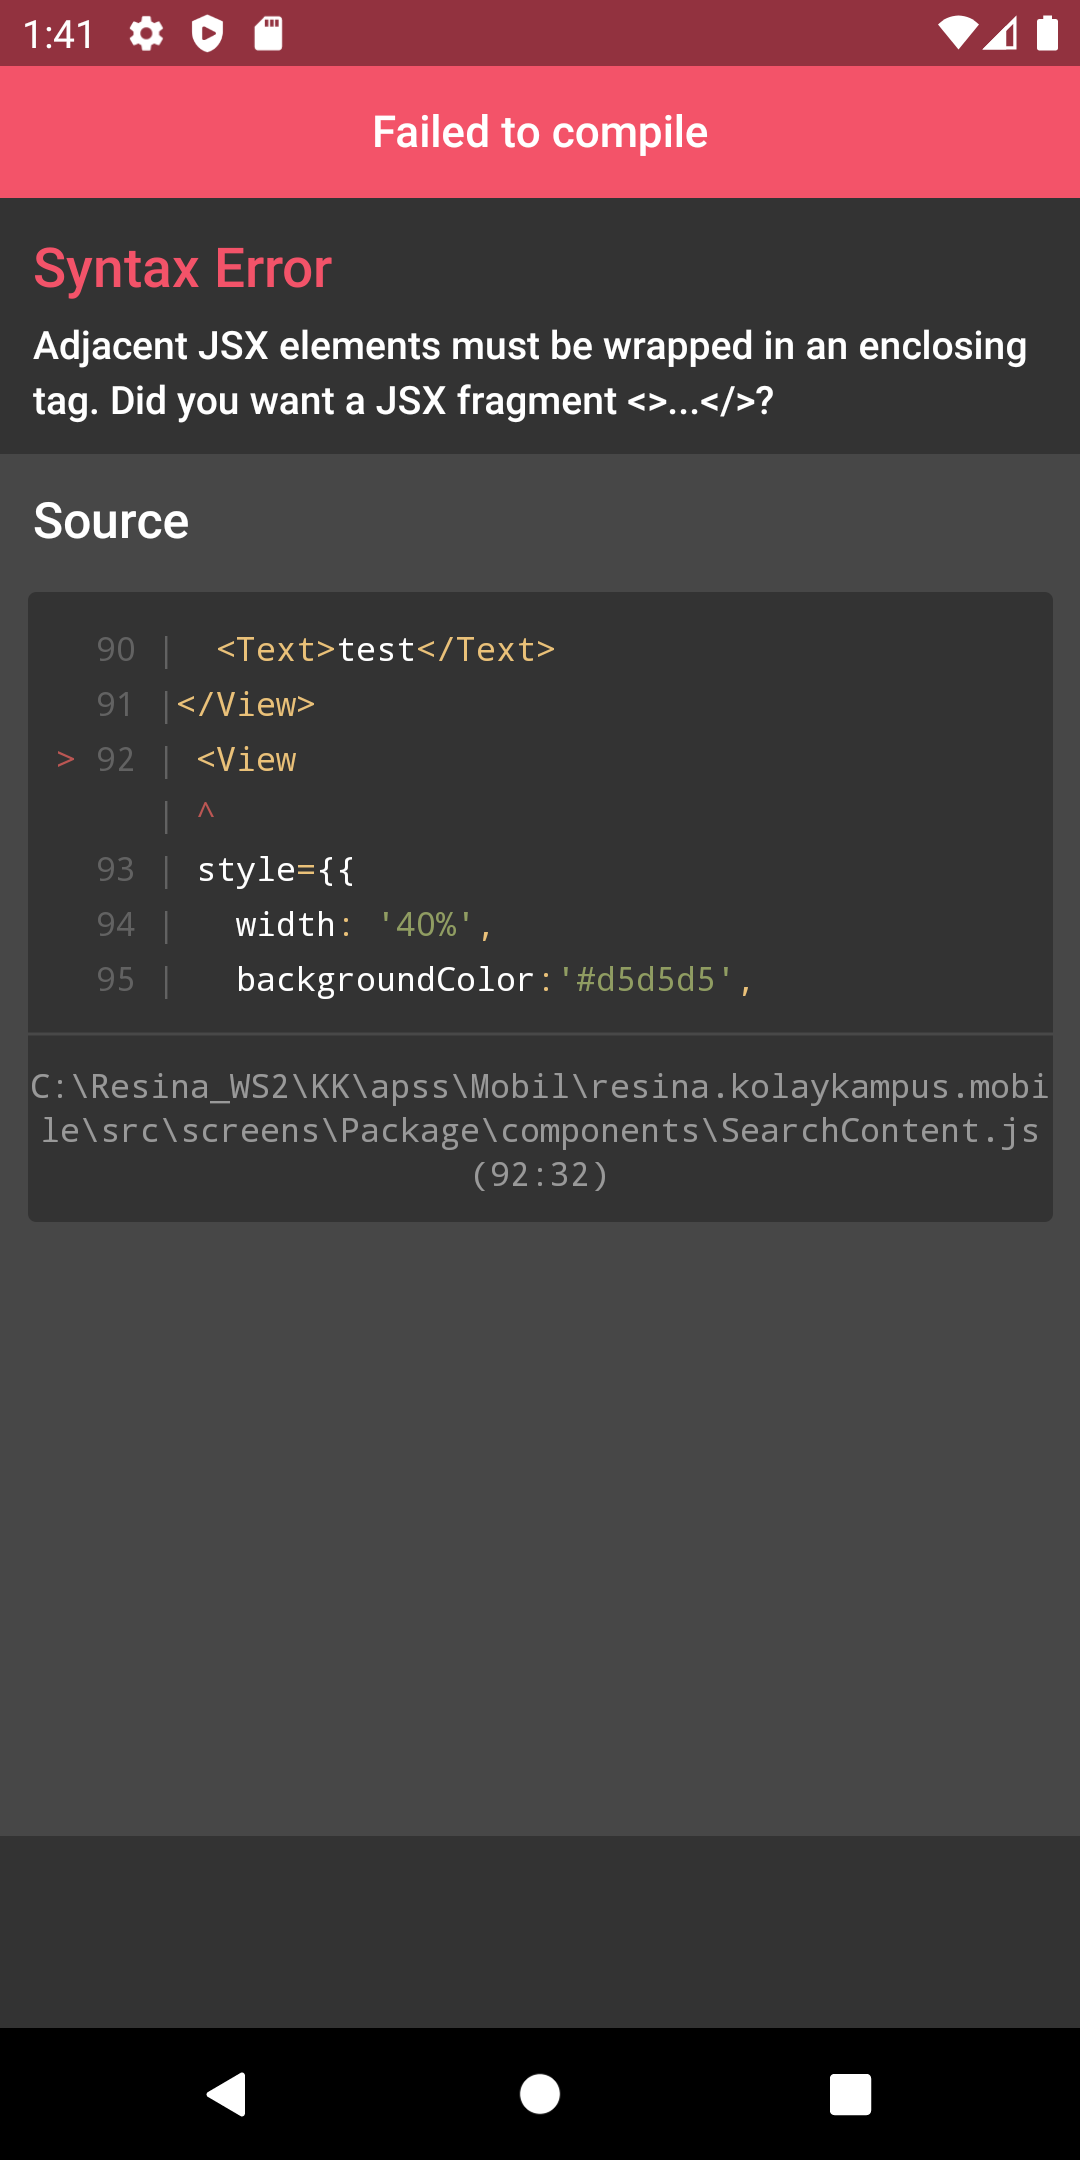 1:41
Failed to compile
Syntax Error
Adjacent JSX elements must be wrapped in an enclosing
tag. Did you want a JSX fragment <>...</>?
Source
90 |  <Text>test</Text>
91 |</View>
> 92 | <View
| ^
93 | style={{
94 |   width: '40%',
95 |   backgroundColor:'#d5d5d5',
C:\Resina_WS2\KK\apss\Mobil\resina.kolaykampus.mobi
le\src\screens\Package\components\SearchContent.js
(92:32)